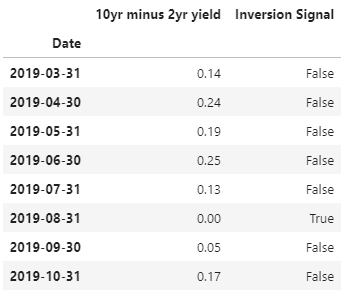 10yr minus 2yr yield Inversion Signal
Date
2019-03-31 0.14 False
2019-04-30 0.24 False
2019-05-31 0.19 False
2019-06-30 0.25 False
2019-07-31 0.13 False
2019-08-31 0.00 True
2019-09-30 0.05 False
2019-10-31 0.17 False